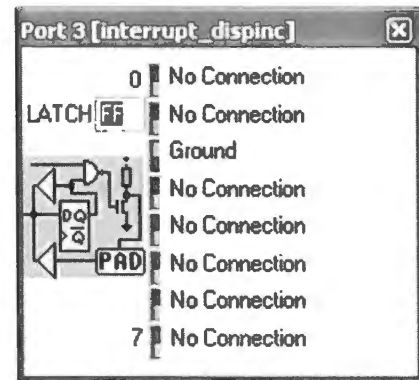 Port 3 [interrupt_dispinc]
0 No Connection
LATCH FF No Connection
Ground
No Connection
No Connection
PAD No Connection
No Connection
7 No Connection
D Q
Q